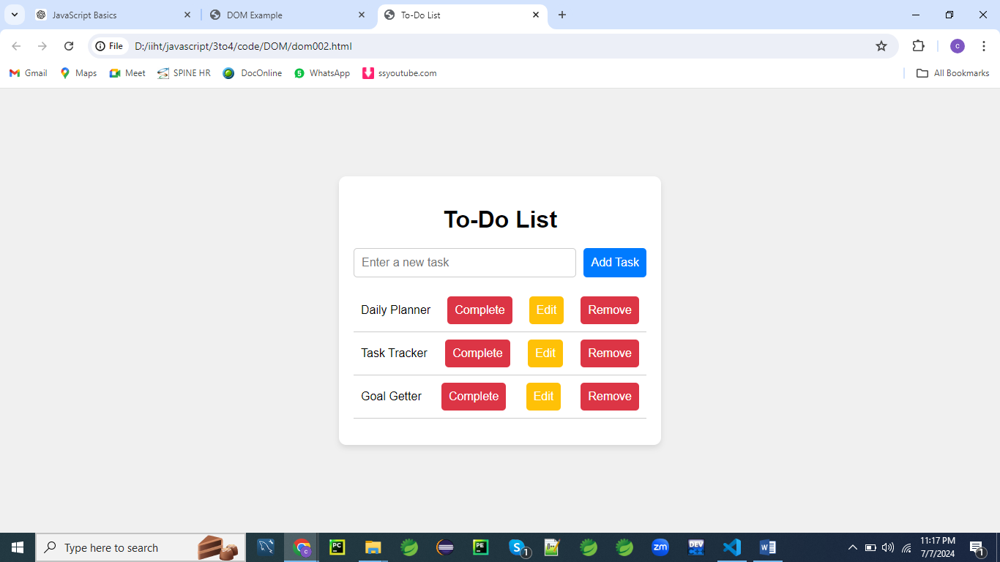 JavaScript Basics
DOM Example
To-Do List
File D:/iiht/javascript/3to4/code/DOM/dom002.html
c
Gmail Maps Meet SPINE HR DocOnline WhatsApp ssyoutube.com All Bookmarks
To-Do List
Enter a new task Add Task
Daily Planner Complete Edit Remove
Task Tracker Complete Edit Remove
Goal Getter Complete Edit Remove
Type here to search
11:17 PM
7/7/2024